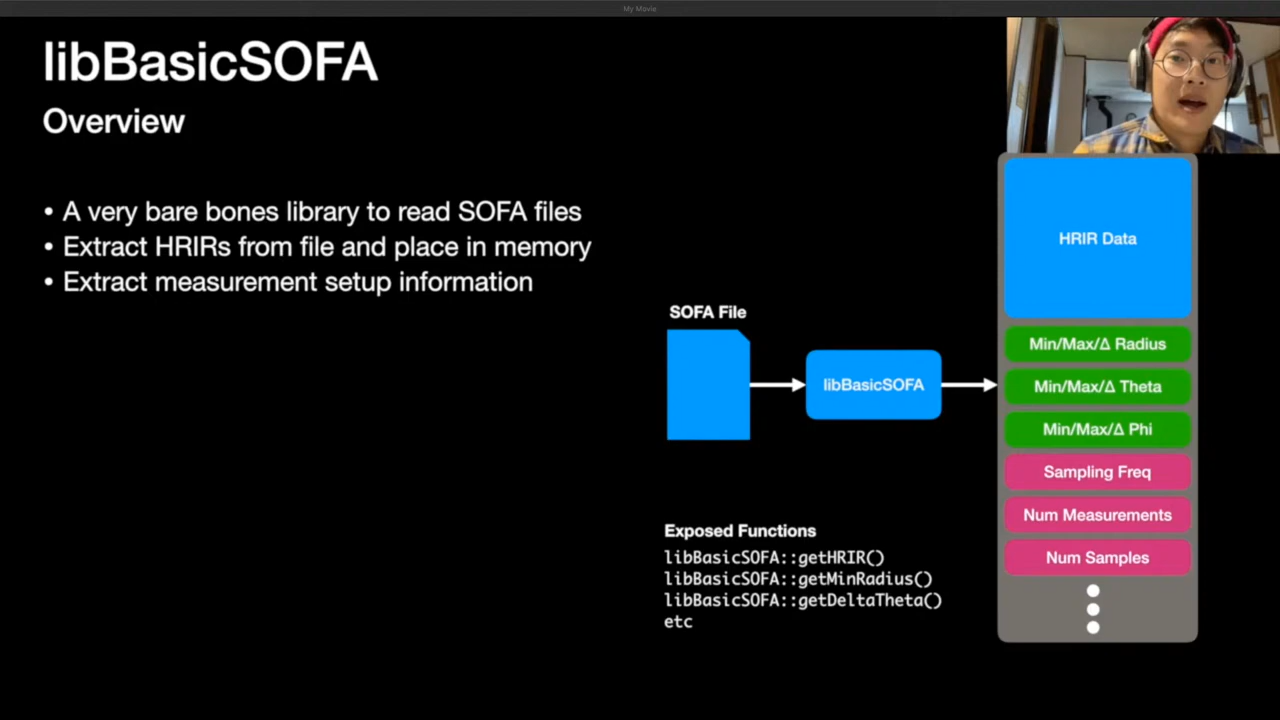 My Movie
libBasicSOFA
Overview
• A very bare bones library to read SOFA files
• Extract HRIRs from file and place in memory
• Extract measurement setup information
SOFA File
libBasicSOFA
HRIR Data
Min/Max/Δ Radius
Min/Max/Δ Theta
Min/Max/Δ Phi
Sampling Freq
Num Measurements
Num Samples
Exposed Functions
libBasicSOFA::getHRIR()
libBasicSOFA::getMinRadius()
libBasicSOFA::getDeltaTheta()
etc